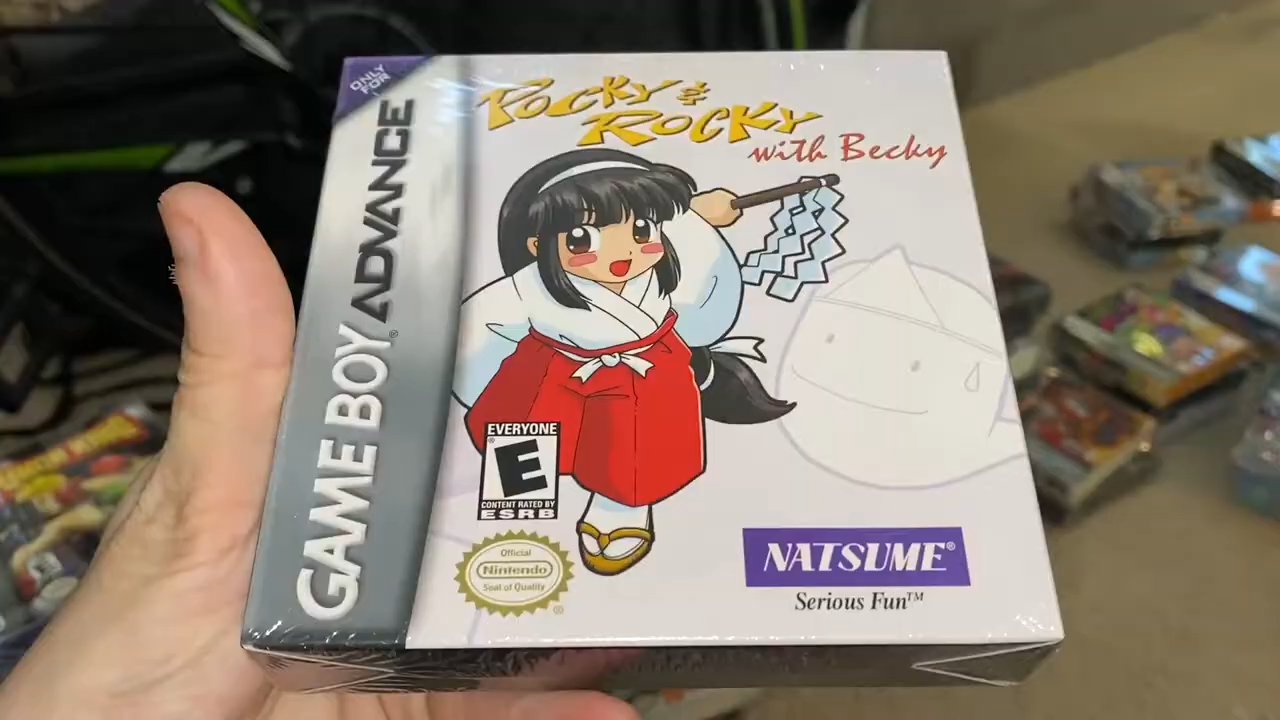 ONLY
FOR
GAME BOY ADVANCE
®
POCKY &
ROCKY
with Becky
EVERYONE
E
®
CONTENT RATED BY
ESRB
Official
Nintendo
Seal of Quality
®
NATSUME®
Serious Fun™